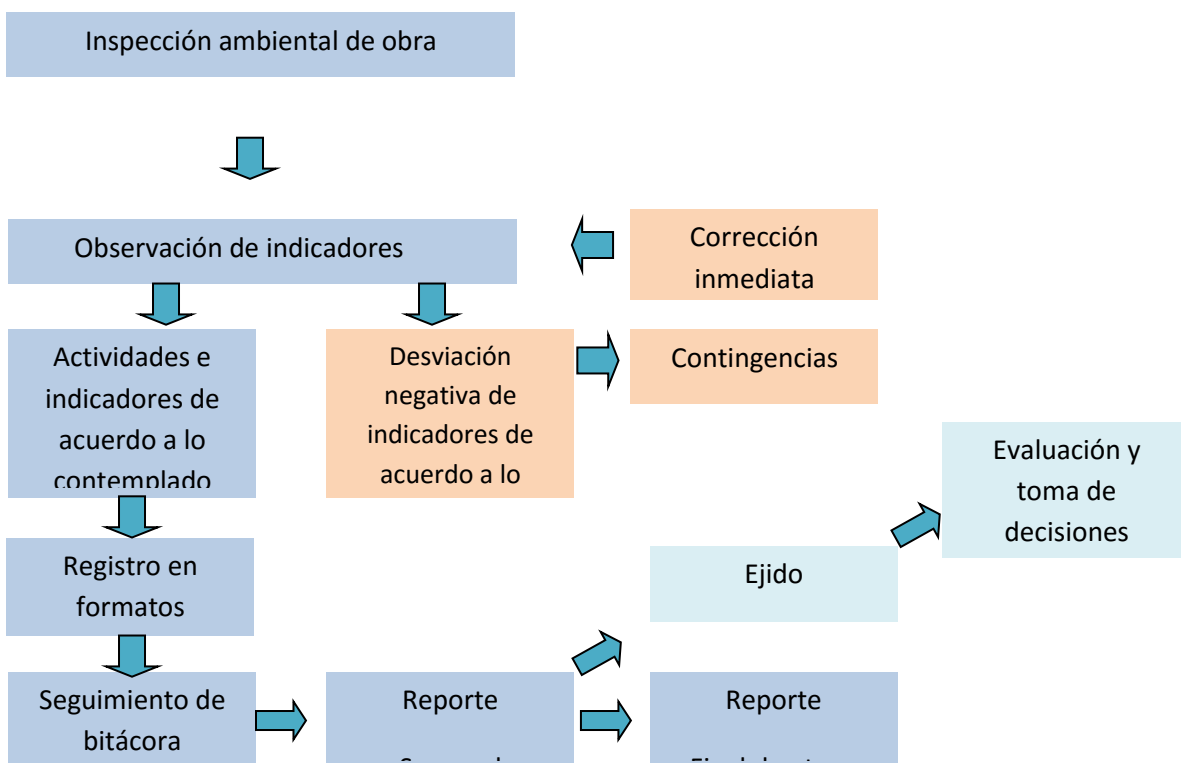 Inspección ambiental de obra
Observación de indicadores
Corrección
inmediata
Actividades e
indicadores de
acuerdo a lo
contemplado
Desviación
negativa de
indicadores de
acuerdo a lo
Contingencias
Evaluación y
toma de
decisiones
Registro en
formatos
Ejido
Seguimiento de
bitácora
Reporte
Reporte